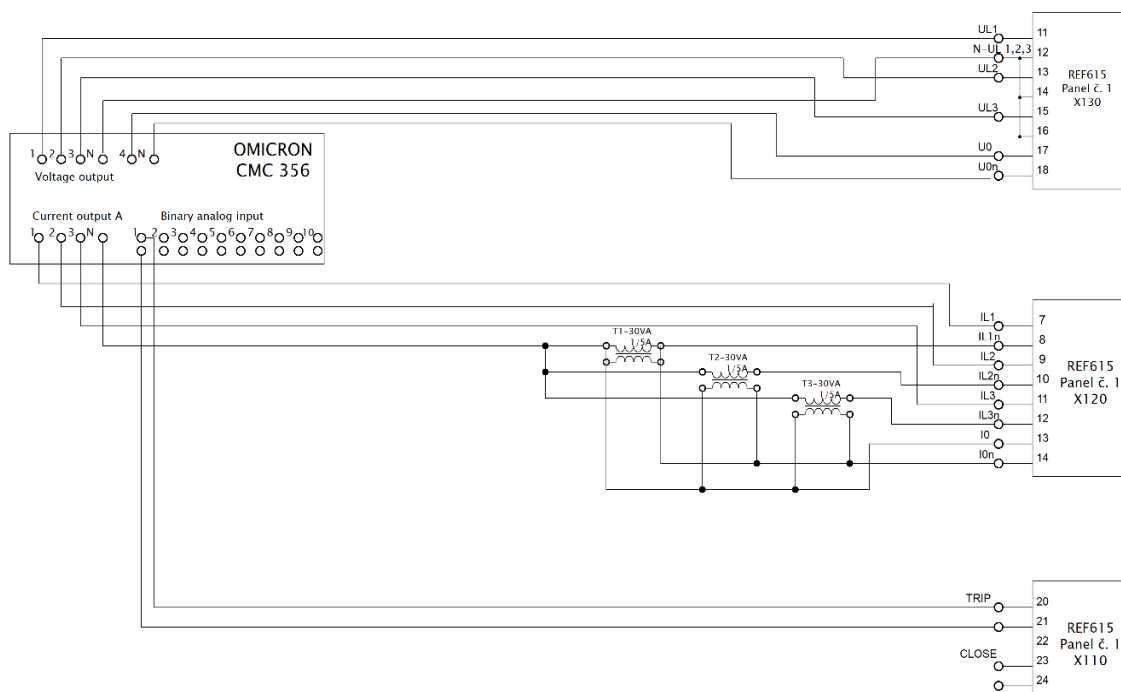 UL1
11
N-UL 1,2,3
12
UL2
13
14
UL3
15
16
U0
17
U0n
18
REF615
Panel č. 1
X130
OMICRON
CMC 356
1 2 3 N 4 N
Voltage output
Current output A
Binary analog input
1 2 3 N
1 2 3 4 5 6 7 8 9 10
T1-30VA
1/5A
T2-30VA
1/5A
T3-30VA
1/5A
IL1
7
IL1n
8
IL2
9
IL2n
10
IL3
11
IL3n
12
I0
13
I0n
14
REF615
Panel č. 1
X120
TRIP
20
21
22
CLOSE
23
24
REF615
Panel č. 1
X110